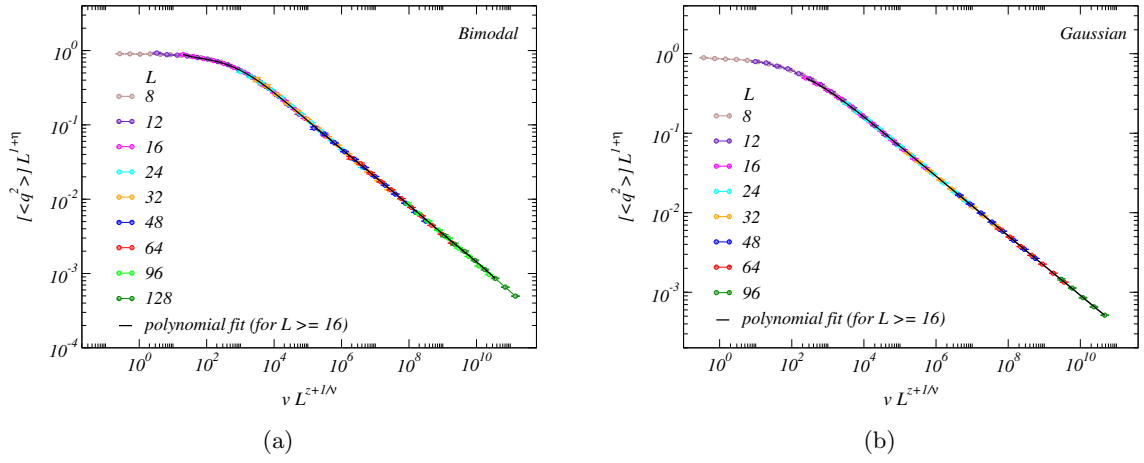 Bimodal
[<q²>] L^{1+η}
10^0
10^{-1}
10^{-2}
10^{-3}
10^{-4}
L
8
12
16
24
32
48
64
96
128
polynomial fit (for L >= 16)
10^0 10^2 10^4 10^6 10^8 10^{10}
v L^{z+1/ν}
(a)
Gaussian
[<q²>] L^{1+η}
10^0
10^{-1}
10^{-2}
10^{-3}
L
8
12
16
24
32
48
64
96
polynomial fit (for L >= 16)
10^0 10^2 10^4 10^6 10^8 10^{10}
v L^{z+1/ν}
(b)